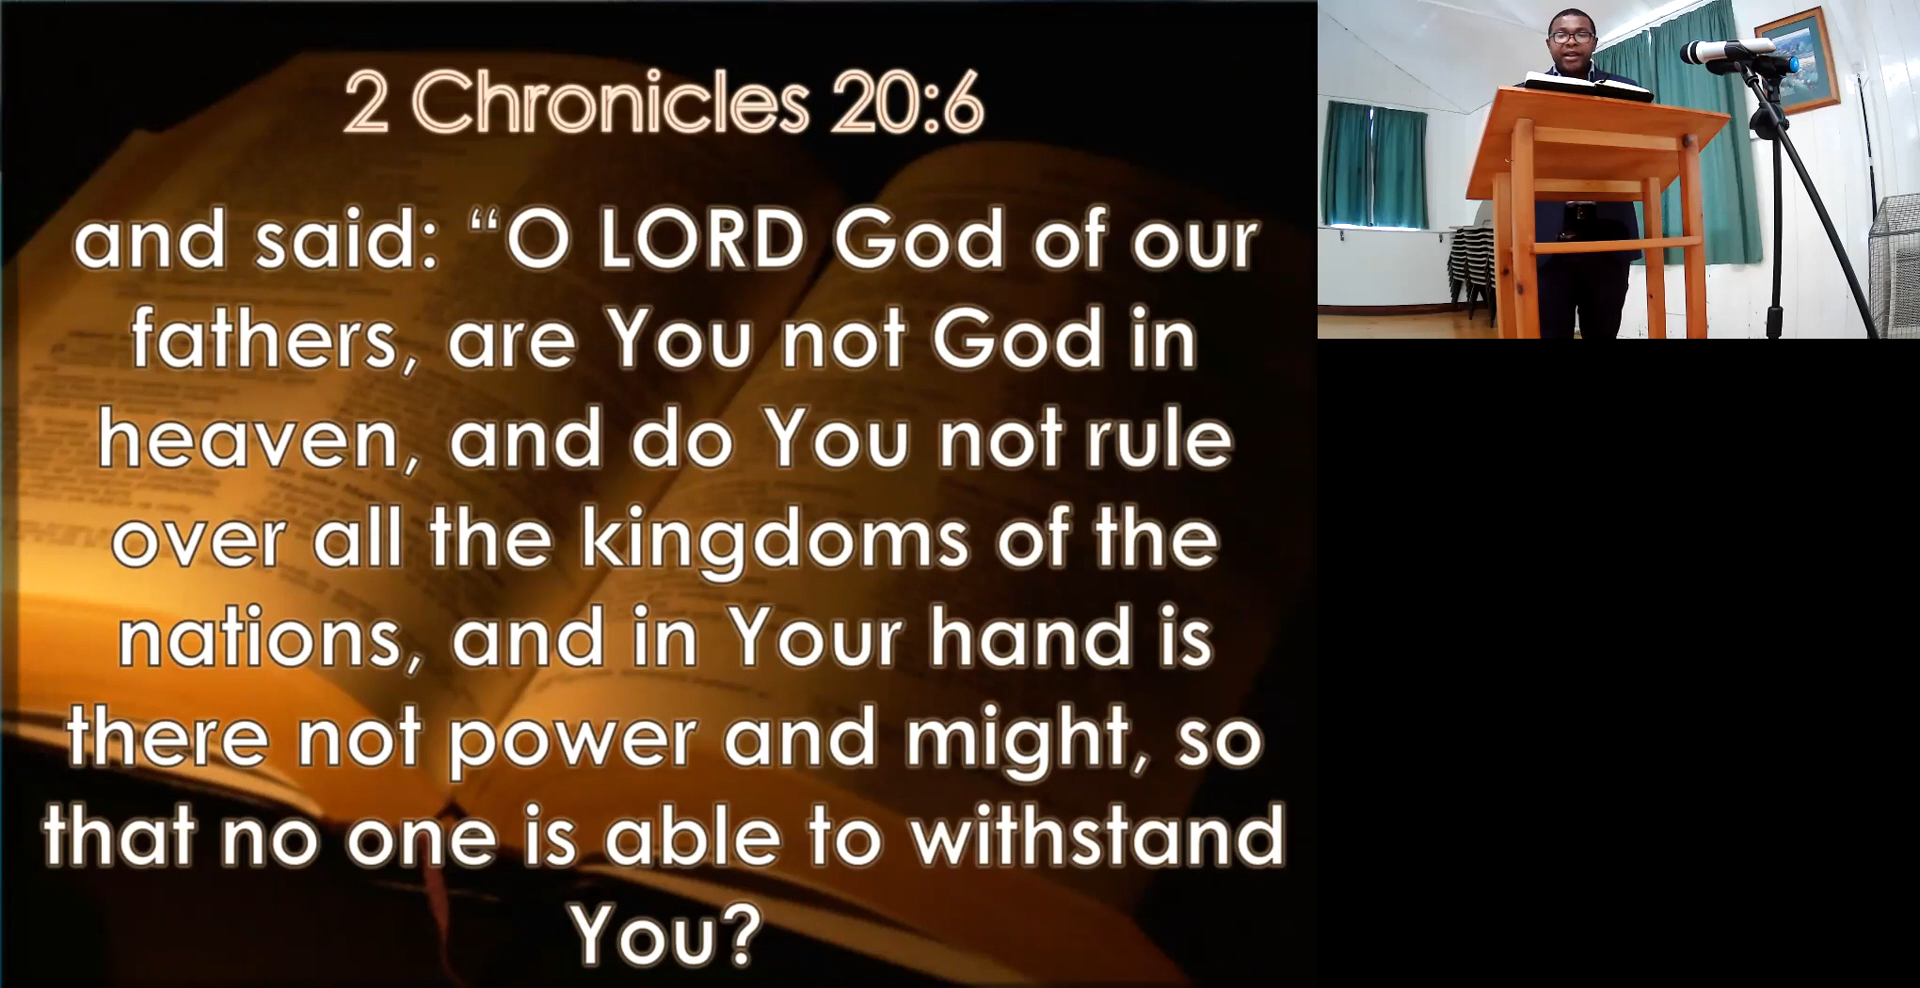 2 Chronicles 20:6
and said: “O LORD God of our
fathers, are You not God in
heaven, and do You not rule
over all the kingdoms of the
nations, and in Your hand is
there not power and might, so
that no one is able to withstand
You?